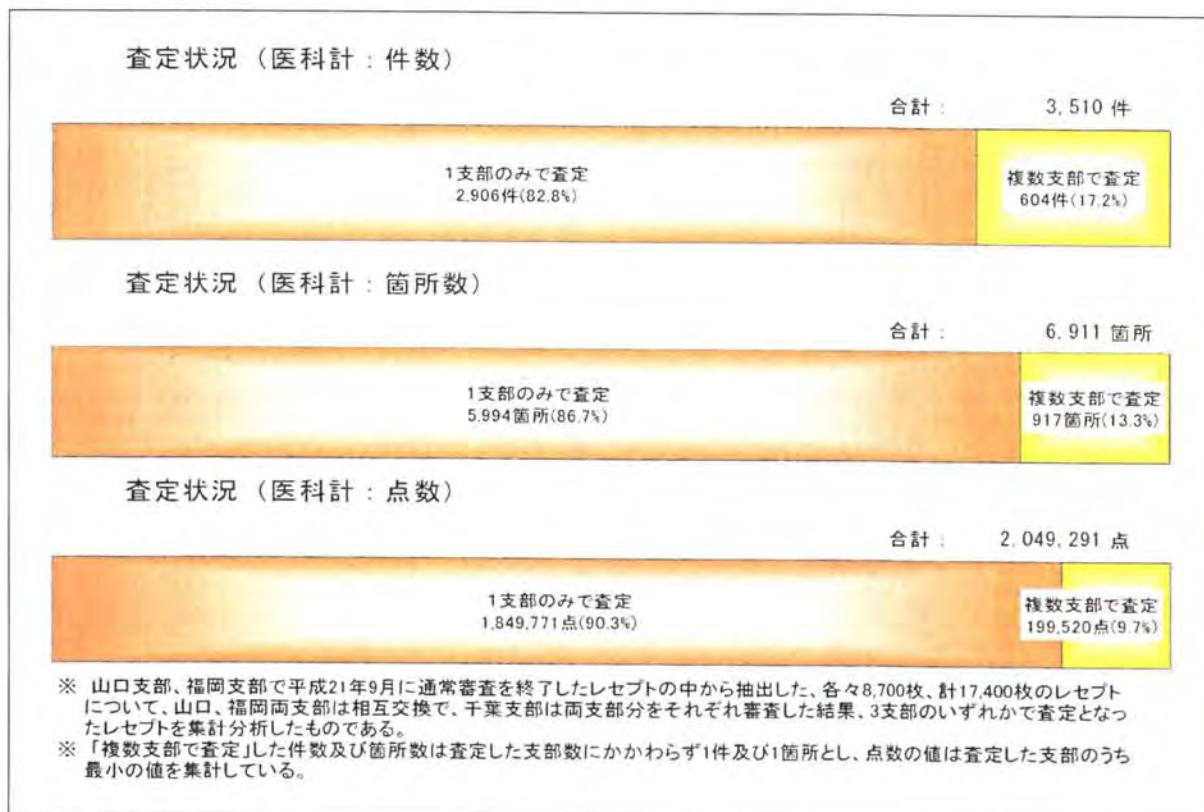 査定状況（医科計：件数）
合計： 3,510 件
1支部のみで査定
2,906件(82.8%)
複数支部で査定
604件(17.2%)
査定状況（医科計：箇所数）
合計： 6,911 箇所
1支部のみで査定
5,994箇所(86.7%)
複数支部で査定
917箇所(13.3%)
査定状況（医科計：点数）
合計： 2,049,291 点
1支部のみで査定
1,849,771点(90.3%)
複数支部で査定
199,520点(9.7%)
※ 山口支部、福岡支部で平成21年9月に通常審査を終了したレセプトの中から抽出した、各々8,700枚、計17,400枚のレセプト
について、山口、福岡両支部は相互交換で、千葉支部は両支部分をそれぞれ審査した結果、3支部のいずれかで査定となっ
たレセプトを集計分析したものである。
※ 「複数支部で査定」した件数及び箇所数は査定した支部数にかかわらず1件及び1箇所とし、点数の値は査定した支部のうち
最小の値を集計している。